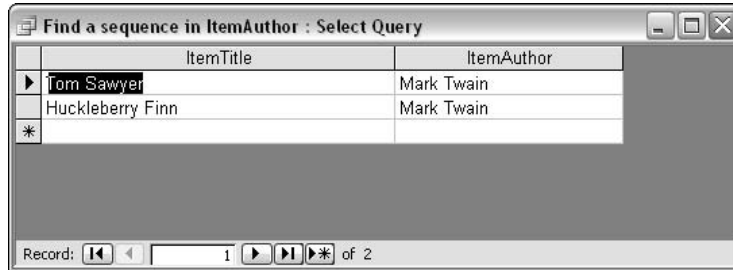 Find a sequence in ItemAuthor : Select Query
ItemTitle ItemAuthor
Tom Sawyer Mark Twain
Huckleberry Finn Mark Twain
Record: 1 of 2